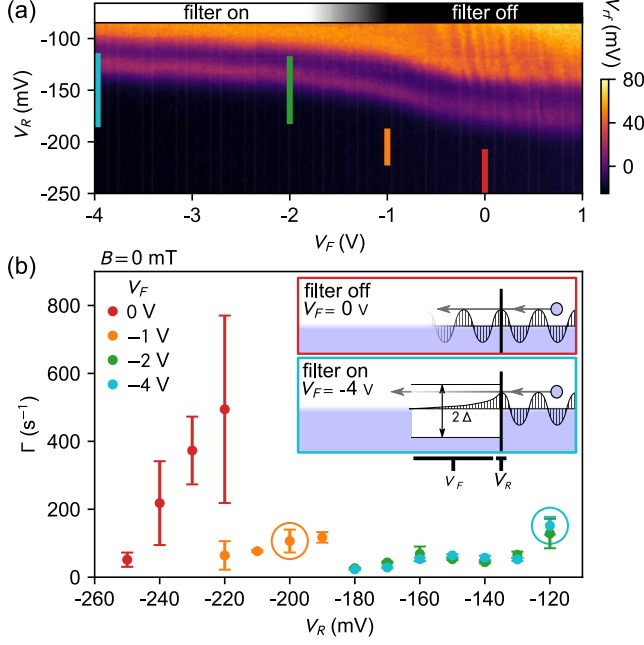 (a)
filter on
filter off
V_rf (mV)
V_R (mV)
-100
-150
-200
-250
80
40
0
-4
-3
-2
-1
0
1
V_F (V)
(b)
B = 0 mT
Γ (s⁻¹)
800
600
400
200
0
V_F
0 V
−1 V
−2 V
−4 V
filter off
V_F = 0 V
filter on
V_F = -4 V
2 Δ
V_F
V_R
-260
-240
-220
-200
-180
-160
-140
-120
V_R (mV)